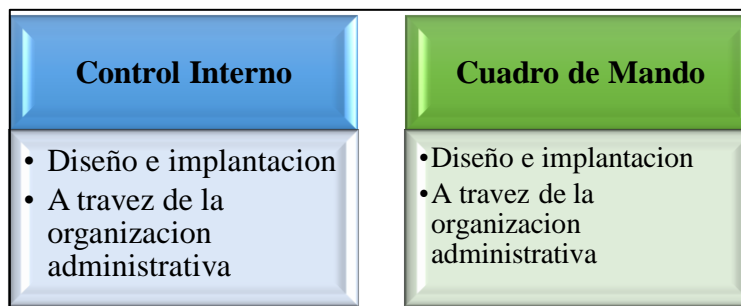 Control Interno
• Diseño e implantacion
• A travez de la
organizacion
administrativa
Cuadro de Mando
•Diseño e implantacion
•A travez de la
organizacion
administrativa